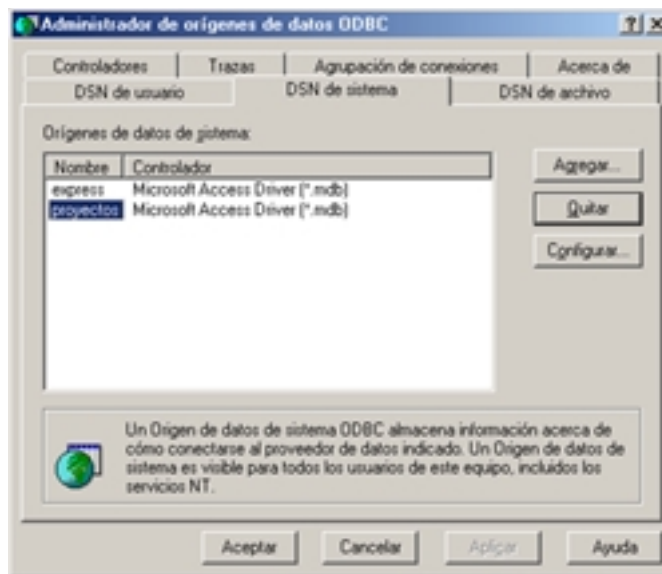 Administrador de orígenes de datos ODBC
Controladores Trazas Agrupación de conexiones Acerca de
DSN de usuario DSN de sistema DSN de archivo
Orígenes de datos de sistema:
Nombre Controlador
express Microsoft Access Driver (*.mdb)
proyectos Microsoft Access Driver (*.mdb)
Agregar...
Quitar
Configurar...
Un Origen de datos de sistema ODBC almacena información acerca de
cómo conectarse al proveedor de datos indicado. Un Origen de datos de
sistema es visible para todos los usuarios de este equipo, incluidos los
servicios NT.
Aceptar Cancelar Aplicar Ayuda